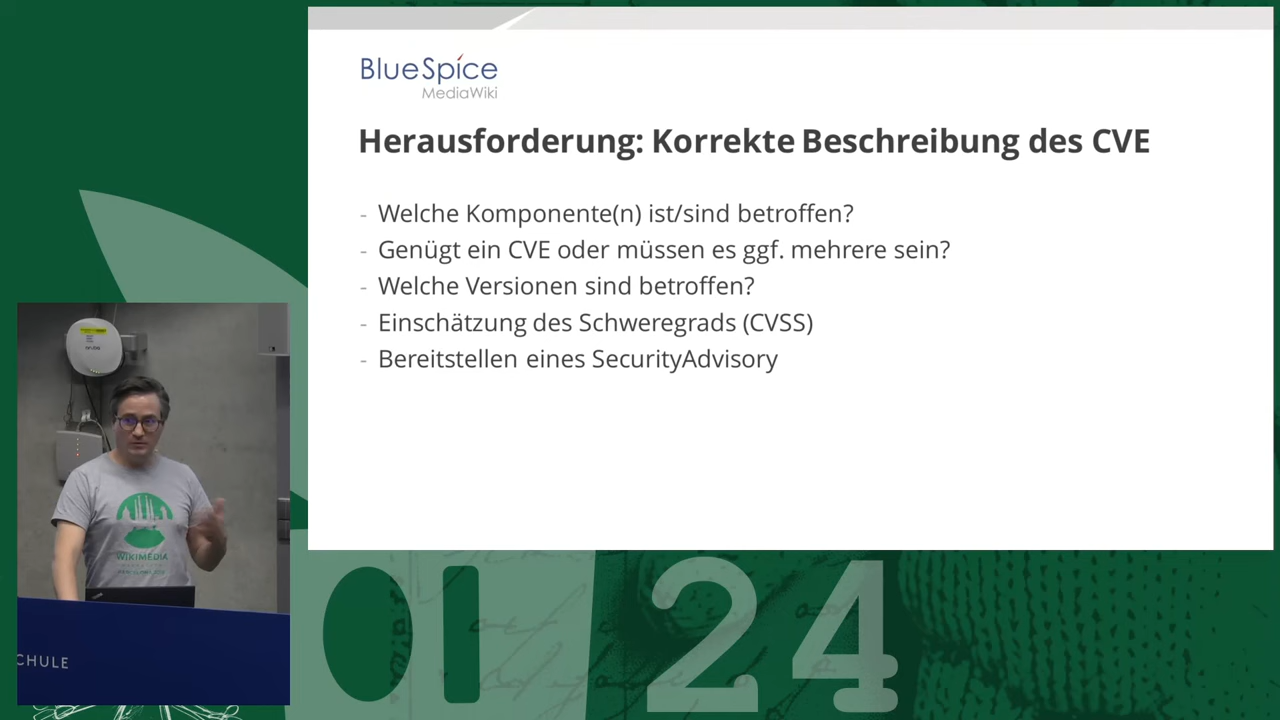 BlueSpice
MediaWiki
Herausforderung: Korrekte Beschreibung des CVE
- Welche Komponente(n) ist/sind betroffen?
- Genügt ein CVE oder müssen es ggf. mehrere sein?
- Welche Versionen sind betroffen?
- Einschätzung des Schweregrads (CVSS)
- Bereitstellen eines SecurityAdvisory
WIKIMEDIA
CHULE
24